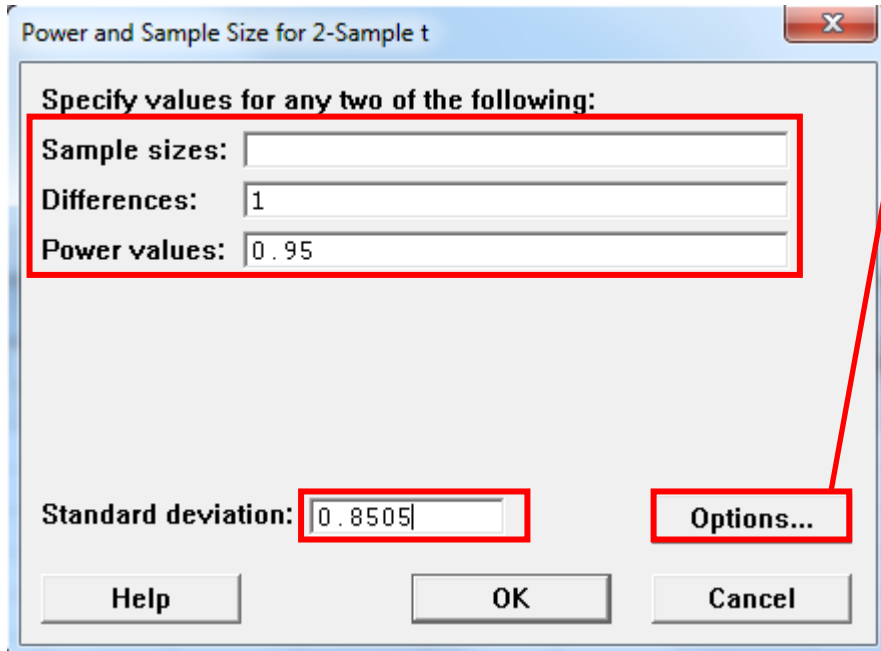 Power and Sample Size for 2-Sample t
X
Specify values for any two of the following:
Sample sizes:
Differences: 1
Power values: 0.95
Standard deviation: 0.8505
Options...
Help OK Cancel